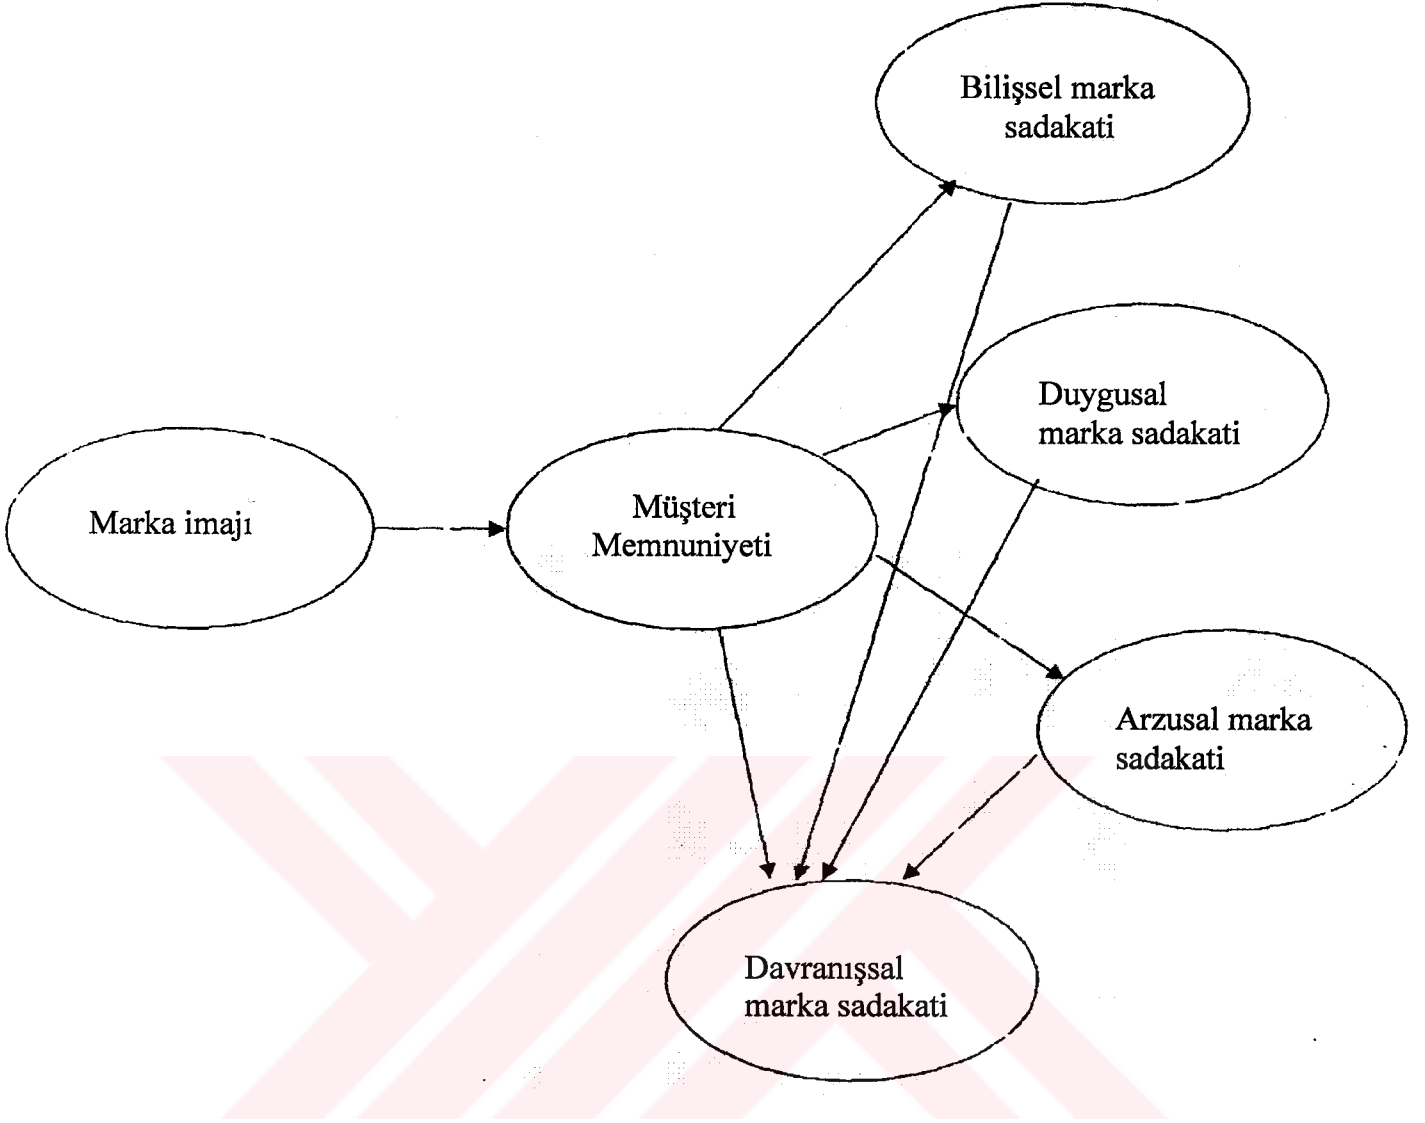 Bilişsel marka
sadakati
Duygusal
marka sadakati
Marka imajı
Müşteri
Memnuniyeti
Arzusal marka
sadakati
Davranışsal
marka sadakati